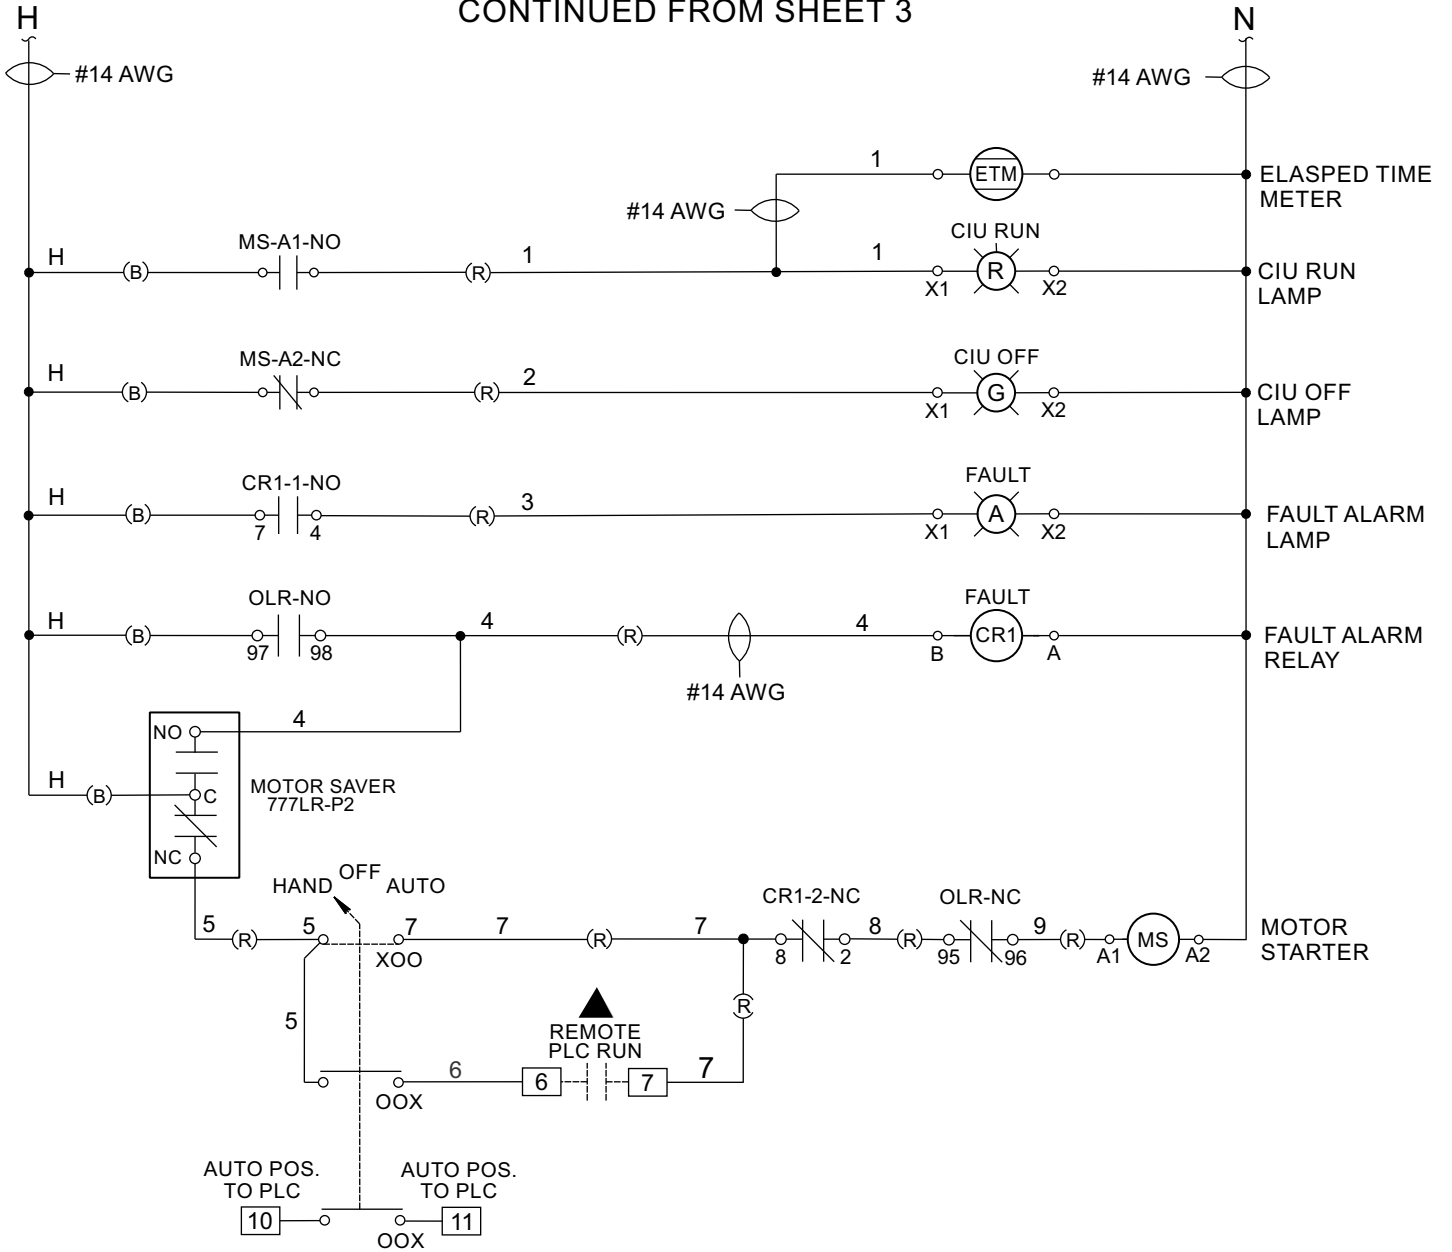 CONTINUED FROM SHEET 3
H
N
#14 AWG
#14 AWG
1
ETM
ELASPED TIME
METER
#14 AWG
CIU RUN
H
(B)
MS-A1-NO
(R)
1
1
X1
R
X2
CIU RUN
LAMP
CIU OFF
H
(B)
MS-A2-NC
(R)
2
X1
G
X2
CIU OFF
LAMP
FAULT
H
(B)
CR1-1-NO
7
4
(R)
3
X1
A
X2
FAULT ALARM
LAMP
FAULT
H
(B)
OLR-NO
97
98
4
(R)
#14 AWG
4
B
CR1
A
FAULT ALARM
RELAY
NO
4
H
(B)
C
MOTOR SAVER
777LR-P2
NC
HAND
OFF
AUTO
5
(R)
5
7
XOO
7
(R)
7
CR1-2-NC
8
2
8
(R)
OLR-NC
95
96
9
(R)
A1
MS
A2
MOTOR
STARTER
5
(R)
REMOTE
PLC RUN
6
6
7
7
OOX
AUTO POS.
TO PLC
AUTO POS.
TO PLC
10
11
OOX